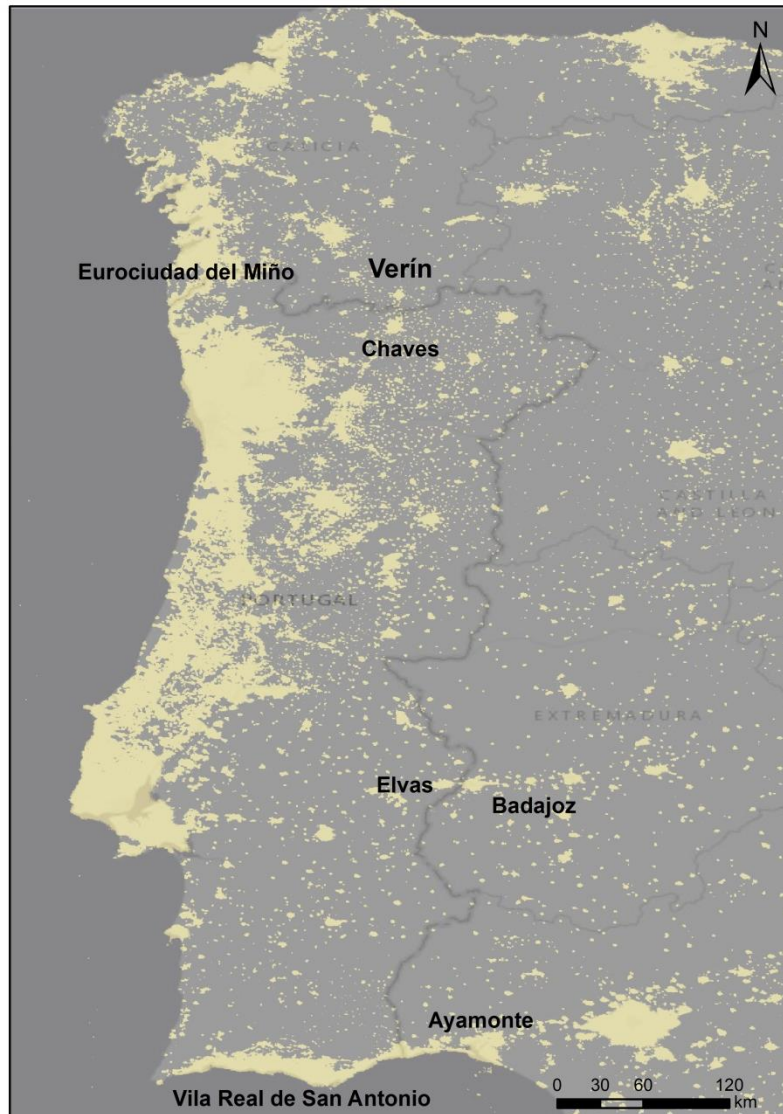 N
GALICIA
Eurociudad del Miño
Verín
Chaves
CASTILLA
AND LEON
PORTUGAL
EXTREMADURA
Elvas
Badajoz
Ayamonte
Vila Real de San Antonio
0 30 60 120
km